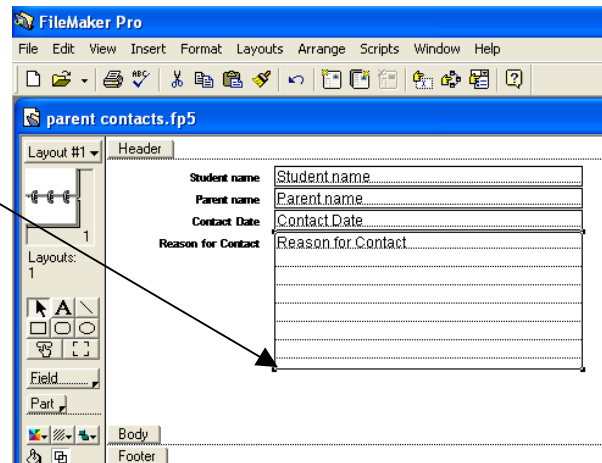 FileMaker Pro
File Edit View Insert Format Layouts Arrange Scripts Window Help
ABC
parent contacts.fp5
Layout #1
Header
Student name Student name
Parent name Parent name
Contact Date Contact Date
Reason for Contact Reason for Contact
1
Layouts:
1
A
Field
Part
Body
Footer